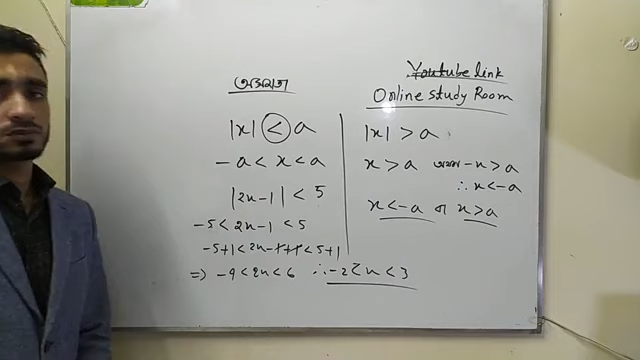 অসমতা
|x| < a
-a < x < a
|2x-1| < 5
-5 < 2x-1 < 5
-5+1 < 2x-1+1 < 5+1
=> -4 < 2x < 6 ∴ -2 < x < 3
Youtube link
Online Study Room
|x| > a
x > a অথবা -x > a
∴ x < -a
x < -a or x > a